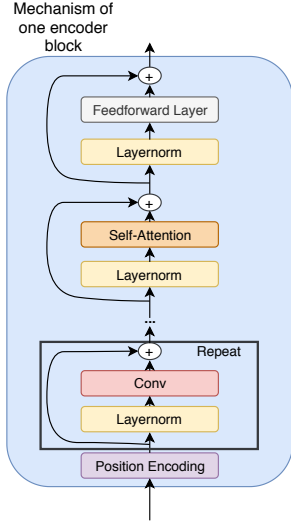 Mechanism of
one encoder
block
+
Feedforward Layer
Layernorm
+
Self-Attention
Layernorm
...
+
Repeat
Conv
Layernorm
Position Encoding